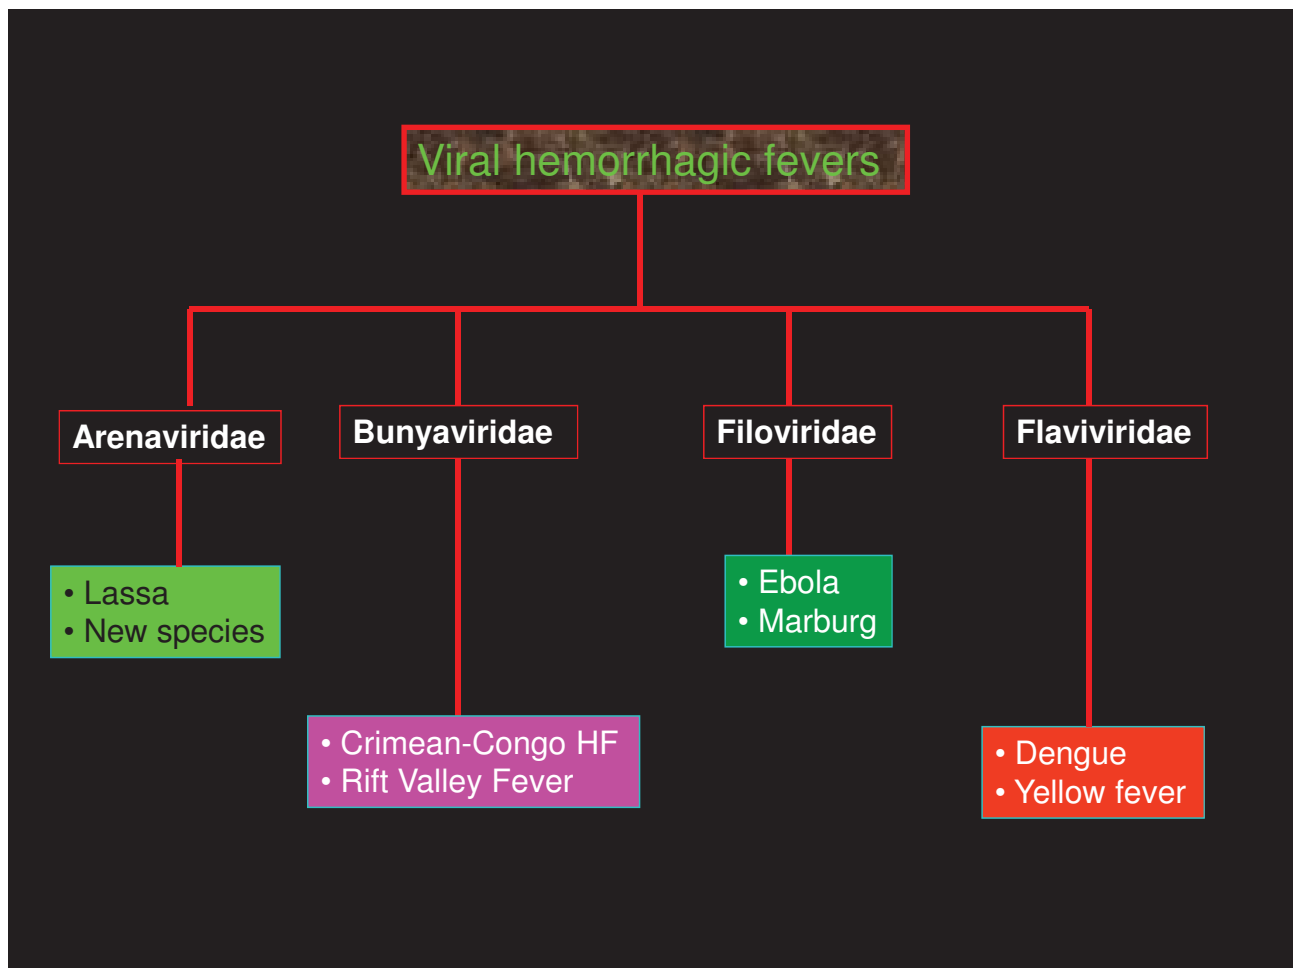 Viral hemorrhagic fevers
Arenaviridae
Bunyaviridae
Filoviridae
Flaviviridae
• Lassa
• New species
• Ebola
• Marburg
• Crimean-Congo HF
• Rift Valley Fever
• Dengue
• Yellow fever